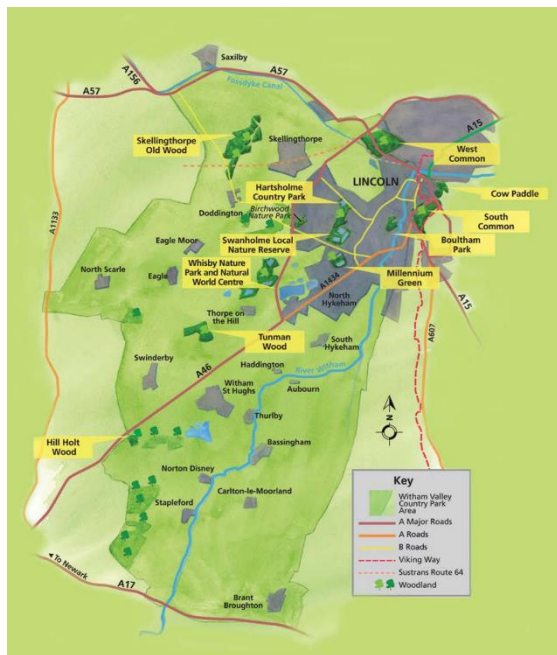 Saxilby
A156
A57
Fossdyke Canal
A57
A15
Skellingthorpe
Old Wood
Skellingthorpe
West
Common
LINCOLN
Hartsholme
Country Park
Cow Paddle
A1133
Doddington
Birchwood
Nature Park
South
Common
Eagle Moor
Swanholme Local
Nature Reserve
Boultham
Park
North Scarle
Eagle
Whisby Nature
Park and Natural
World Centre
Millennium
Green
A1434
North
Hykeham
A15
Thorpe on
the Hill
A607
Tunman
Wood
South
Hykeham
Swinderby
A46
Haddington
River Witham
Witham
St Hughs
Aubourn
Thurlby
N
Hill Holt
Wood
Bassingham
Norton Disney
Carlton-le-Moorland
Stapleford
Key
Witham Valley
Country Park
Area
A Major Roads
A Roads
B Roads
Viking Way
Sustrans Route 64
Woodland
To Newark
A17
Brant
Broughton